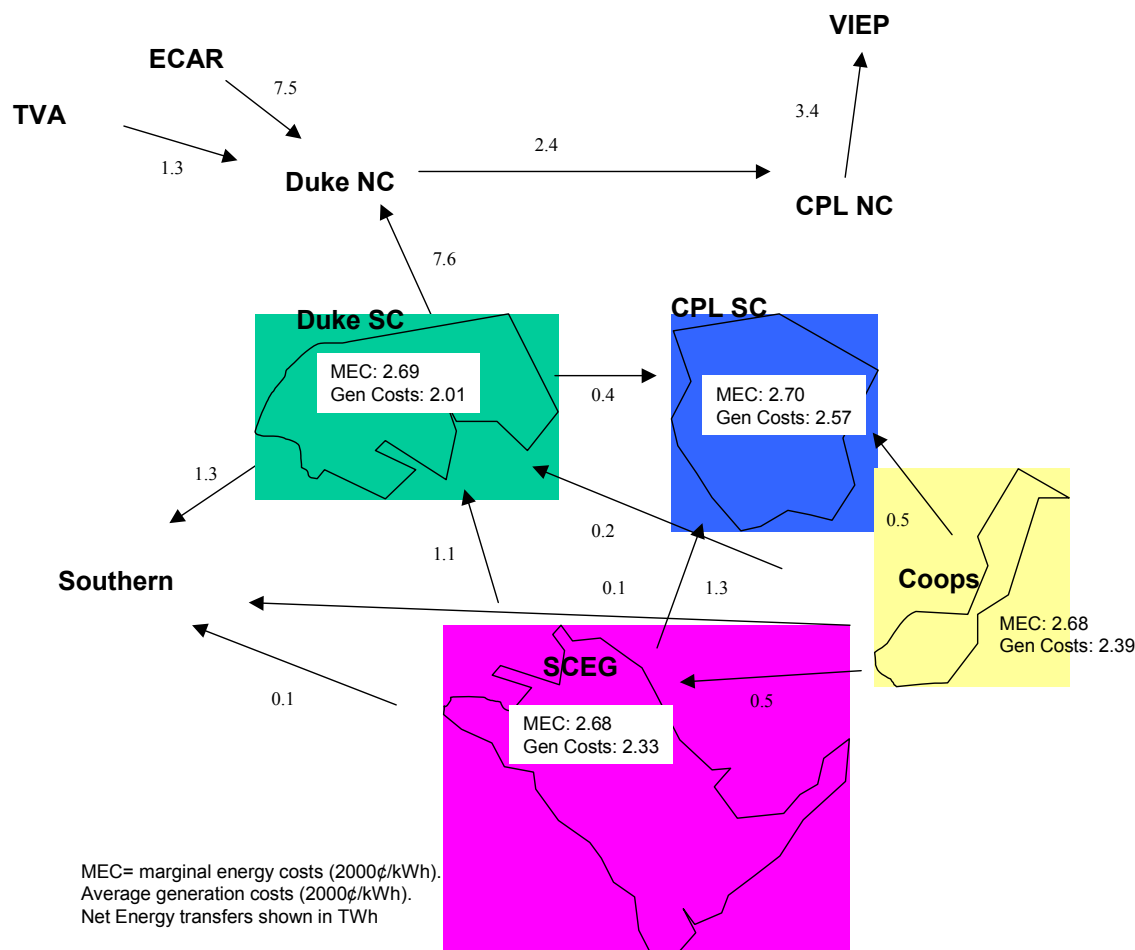 VIEP
ECAR
7.5
TVA
3.4
1.3
2.4
Duke NC
CPL NC
7.6
Duke SC
CPL SC
MEC: 2.69
Gen Costs: 2.01
0.4
MEC: 2.70
Gen Costs: 2.57
1.3
0.5
0.2
1.1
Southern
Coops
0.1
1.3
MEC: 2.68
Gen Costs: 2.39
SCEG
0.1
0.5
MEC: 2.68
Gen Costs: 2.33
MEC= marginal energy costs (2000¢/kWh).
Average generation costs (2000¢/kWh).
Net Energy transfers shown in TWh